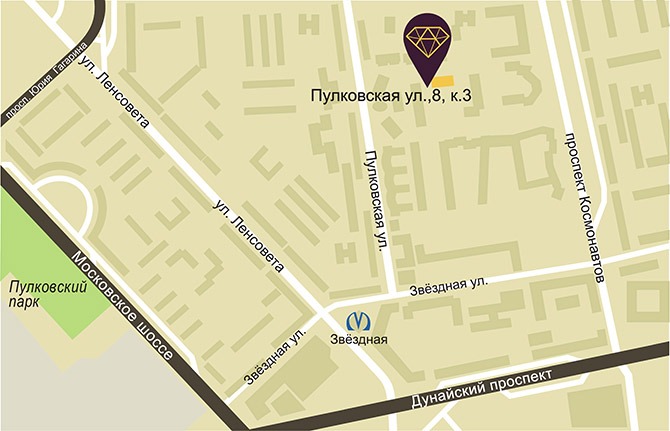 просп. Юрия Гагарина
ул. Ленсовета
Пулковская ул.,8, к.3
Пулковская ул.
проспект Космонавтов
ул. Ленсовета
Пулковский
парк
Московское шоссе
Звёздная ул.
Звёздная
Звёздная ул.
Дунайский проспект